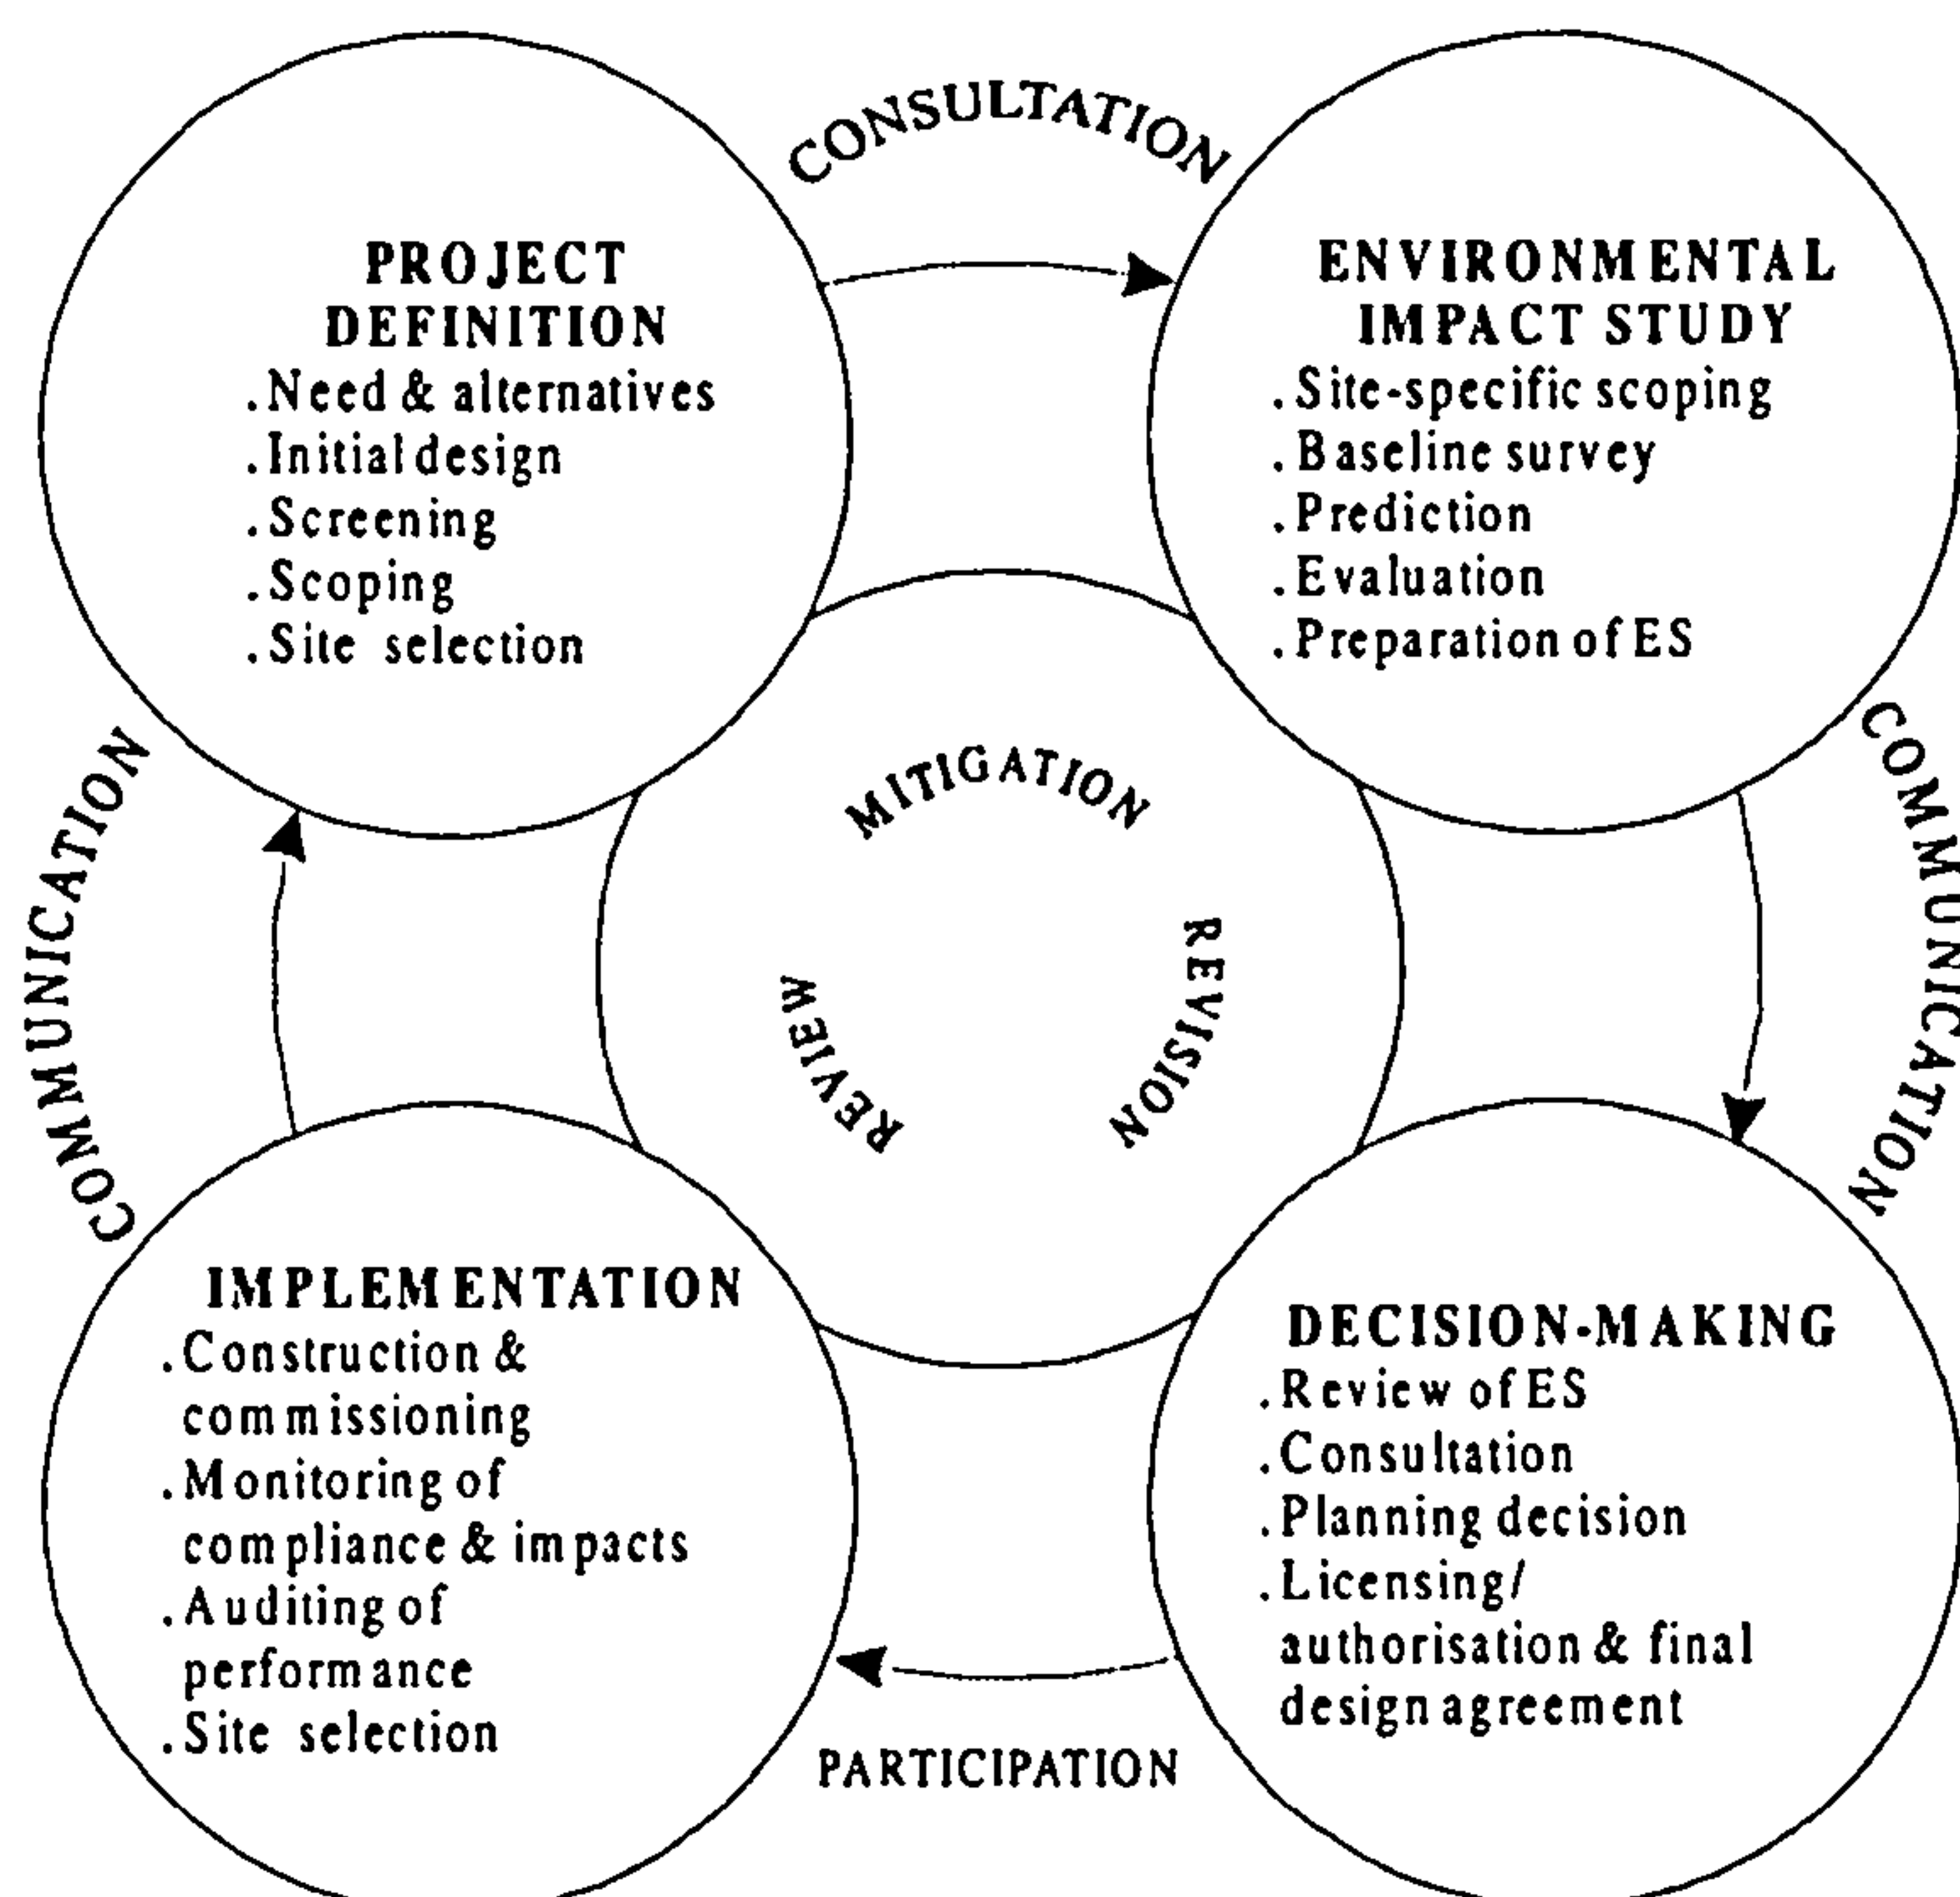 CONSULTATION
PROJECT
DEFINITION
.Need & alternatives
.Initial design
.Screening
.Scoping
.Site selection
ENVIRONMENTAL
IMPACT STUDY
.Site-specific scoping
.Baseline survey
.Prediction
.Evaluation
.Preparation of ES
COMMUNICATION
MITIGATION
REVISION
REVIEW
COMMUNICATION
IMPLEMENTATION
.Construction &
commissioning
.Monitoring of
compliance & impacts
.Auditing of
performance
.Site selection
DECISION-MAKING
.Review of ES
.Consultation
.Planning decision
.Licensing/
authorisation & final
design agreement
PARTICIPATION